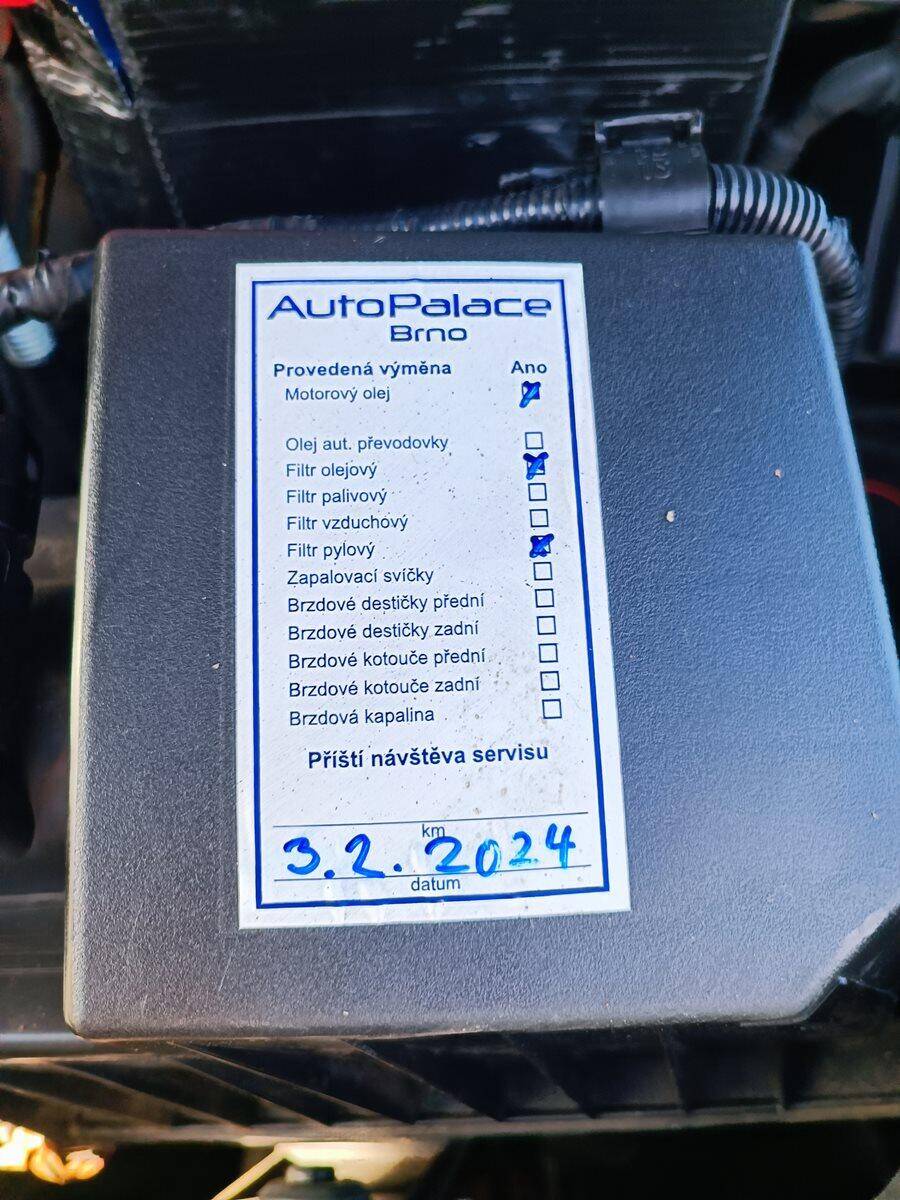 AutoPalace
Brno
Provedená výměna Ano
Motorový olej
Olej aut. převodovky
Filtr olejový
Filtr palivový
Filtr vzduchový
Filtr pylový
Zapalovací svíčky
Brzdové destičky přední
Brzdové destičky zadní
Brzdové kotouče přední
Brzdové kotouče zadní
Brzdová kapalina
Příští návštěva servisu
km
3.2.2024
datum